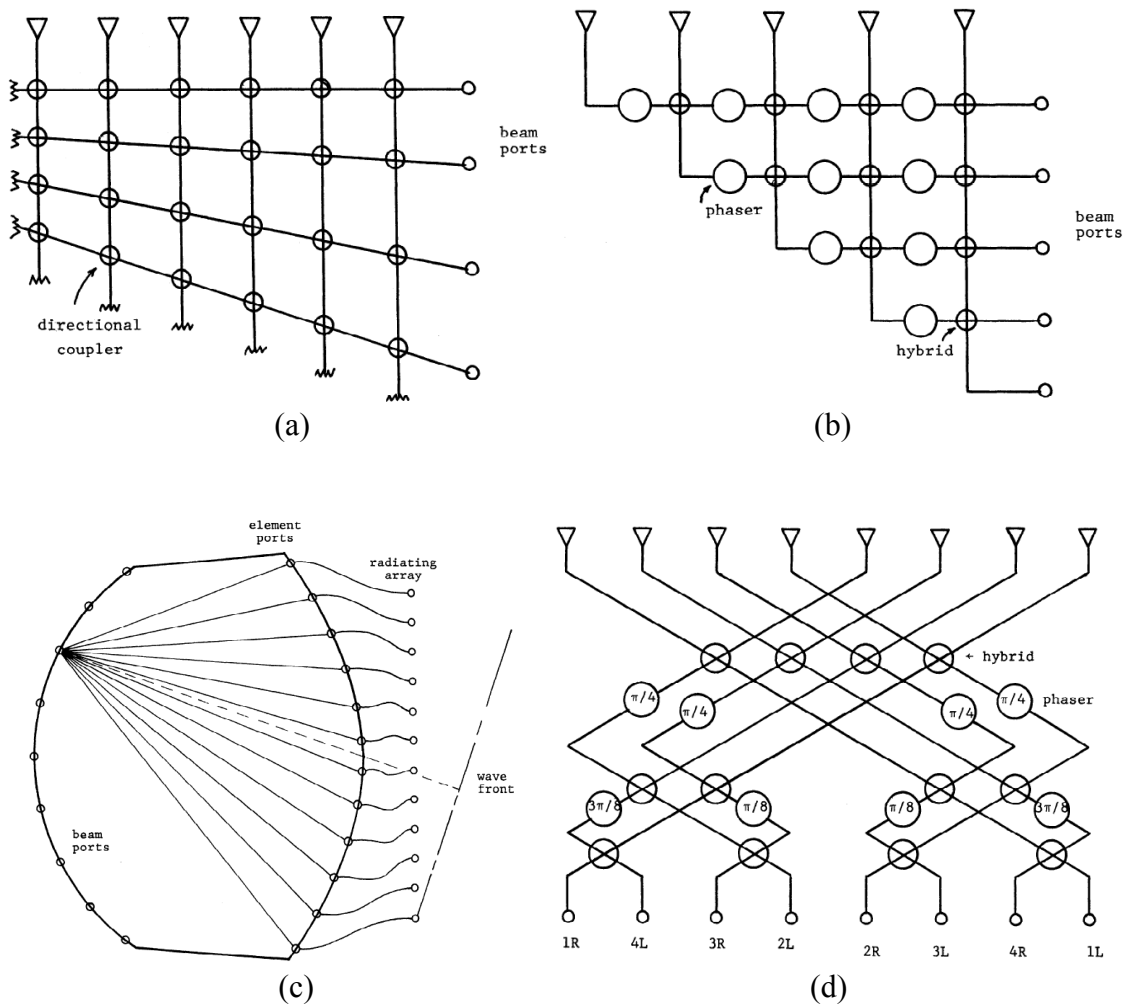 beam
ports
directional
coupler
(a)
phaser
beam
ports
hybrid
(b)
element
ports
radiating
array
wave
front
beam
ports
(c)
← hybrid
π/4
π/4
π/4
π/4
phaser
3π/8
π/8
π/8
3π/8
1R
4L
3R
2L
2R
3L
4R
1L
(d)